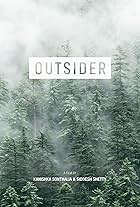 OUTSIDER
A FILM BY
KANISHKA SONTHALIA & SIDDESH SHETTY